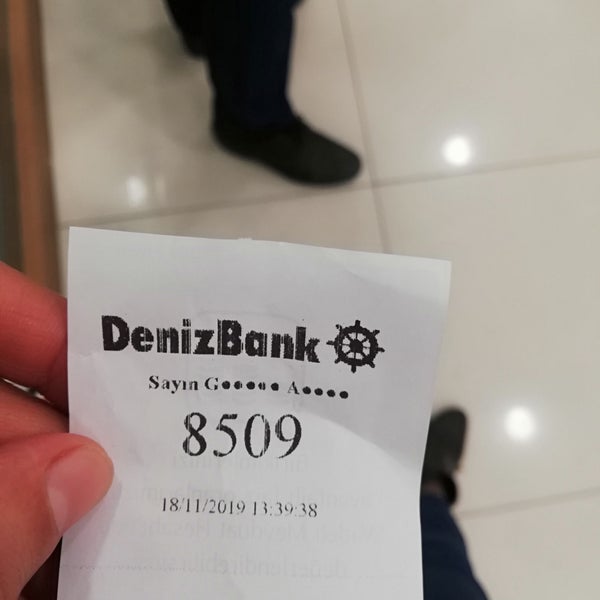 DenizBank
Sayın G●●●●● A●●●●
8509
18/11/2019 13:39:38